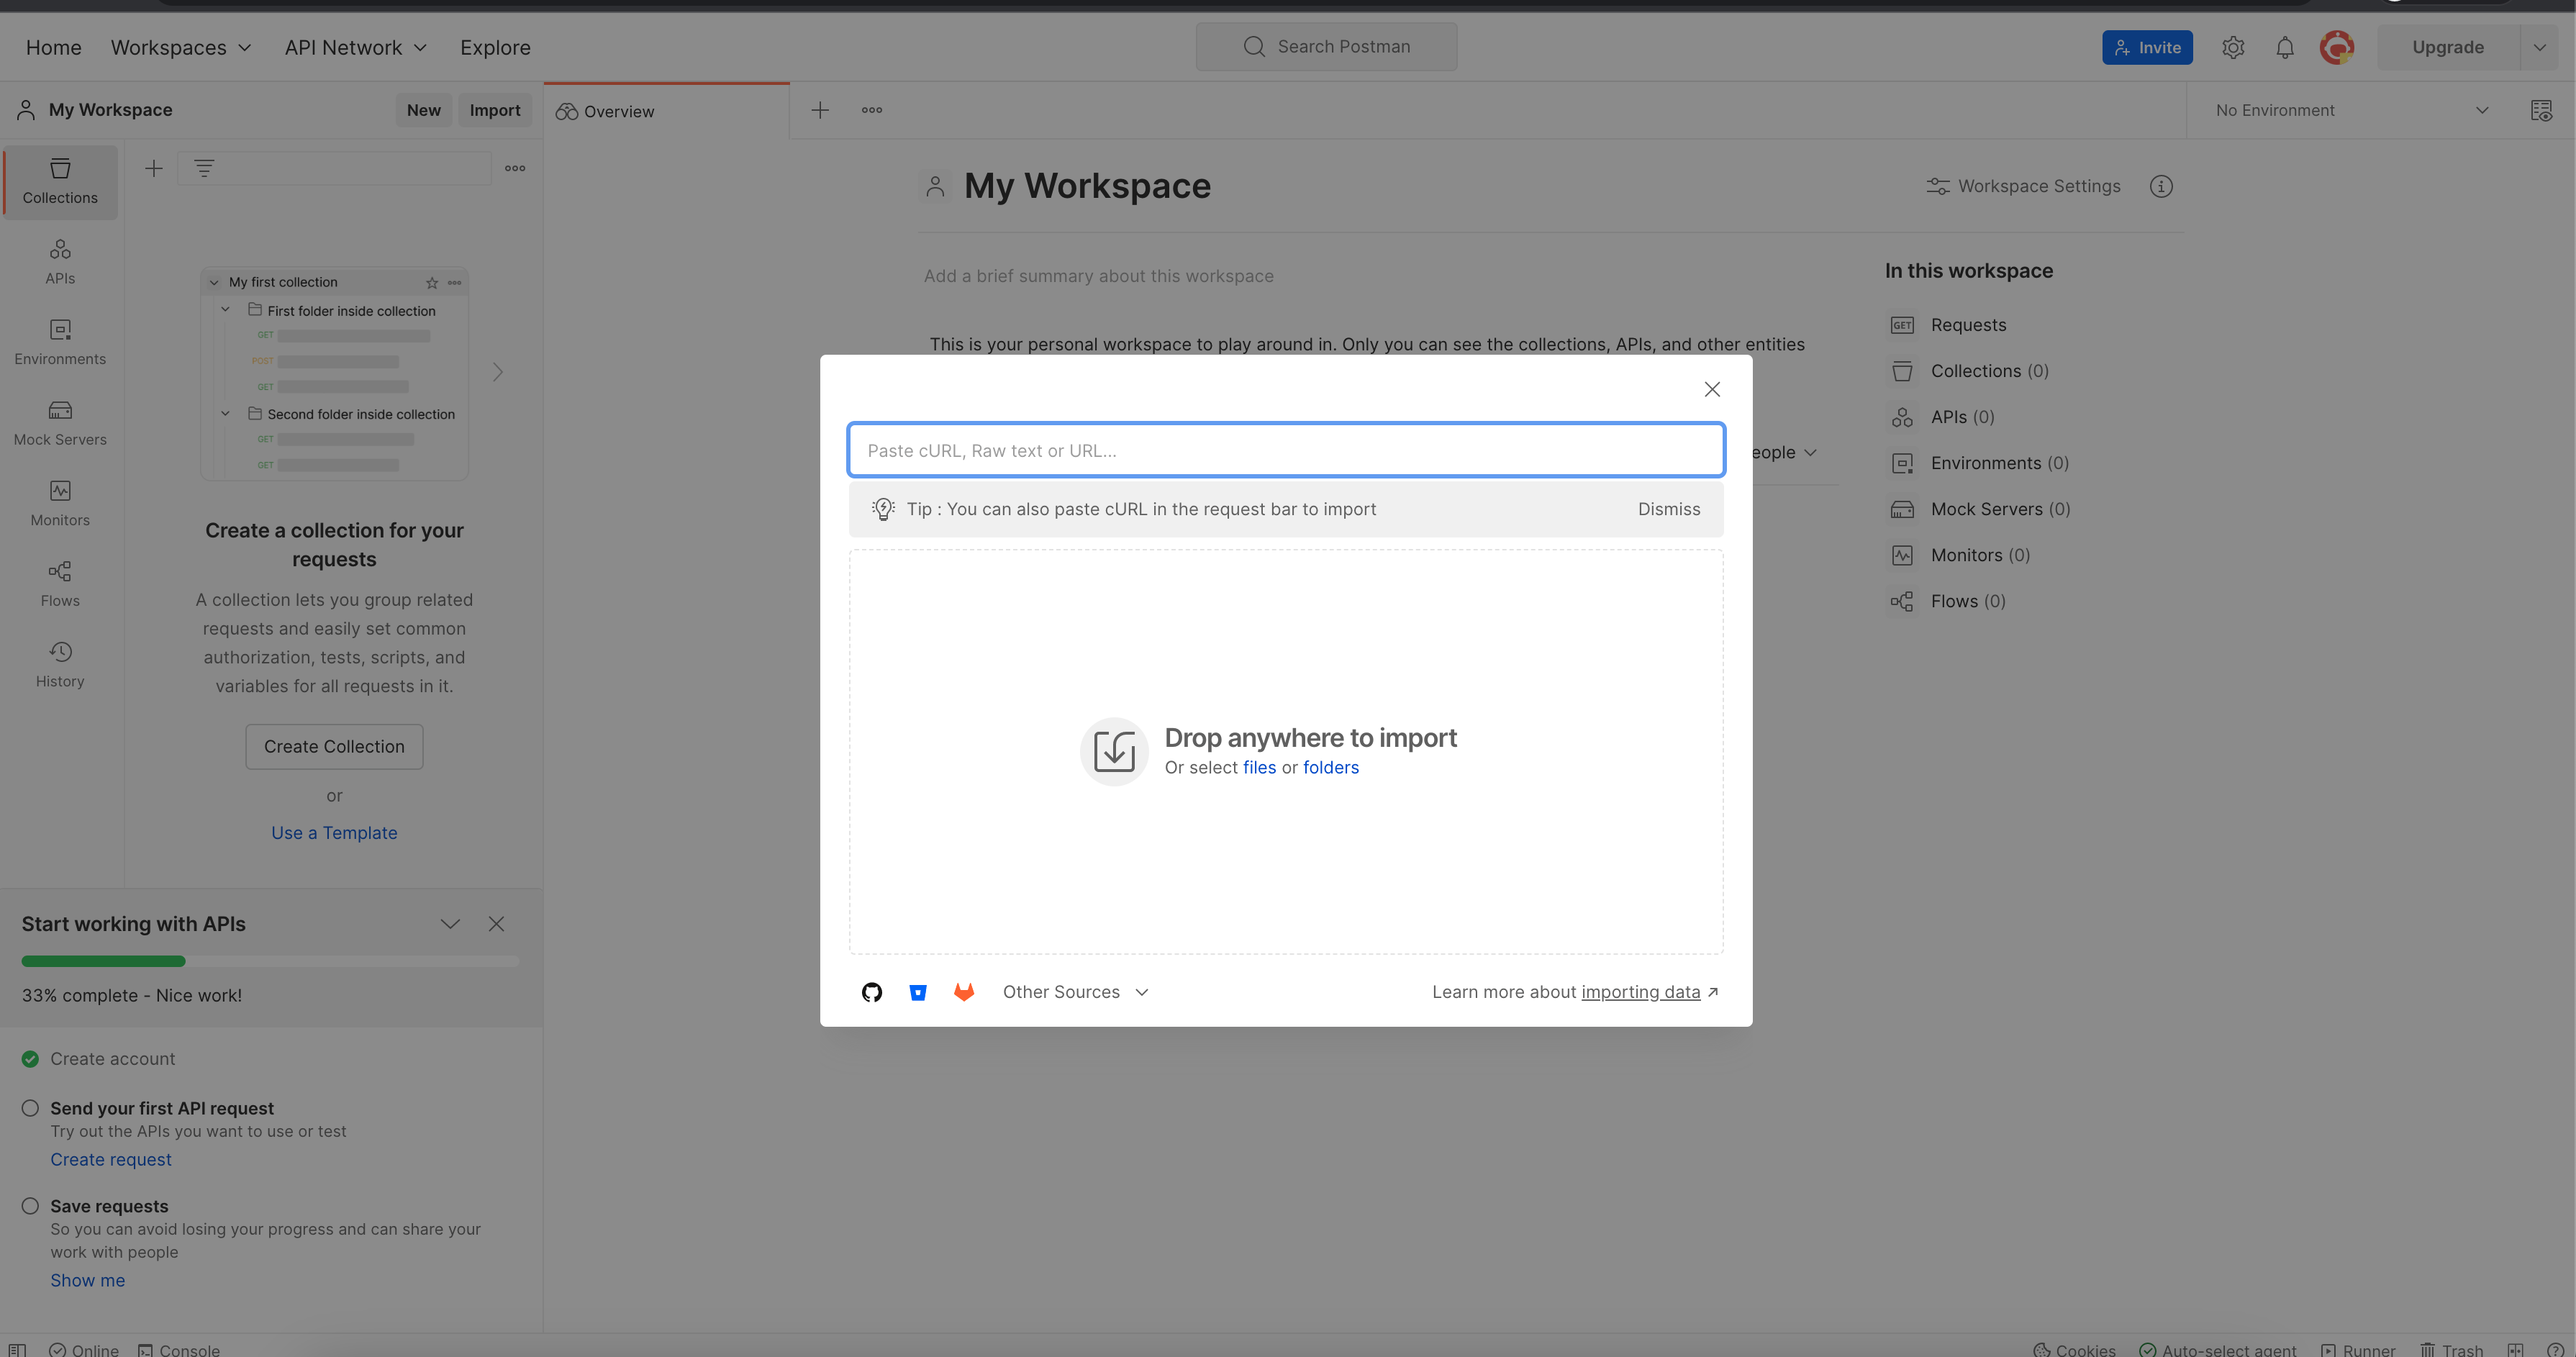 Home
Workspaces
API Network
Explore
Search Postman
Invite
Upgrade
My Workspace
New
Import
Overview
No Environment
Collections
APIs
Environments
Mock Servers
Monitors
Flows
History
My first collection
First folder inside collection
GET
POST
GET
Second folder inside collection
GET
GET
Create a collection for your
requests
A collection lets you group related
requests and easily set common
authorization, tests, scripts, and
variables for all requests in it.
Create Collection
or
Use a Template
Start working with APIs
33% complete - Nice work!
Create account
Send your first API request
Try out the APIs you want to use or test
Create request
Save requests
So you can avoid losing your progress and can share your
work with people
Show me
My Workspace
Workspace Settings
Add a brief summary about this workspace
This is your personal workspace to play around in. Only you can see the collections, APIs, and other entities
eople
Paste cURL, Raw text or URL...
Tip : You can also paste cURL in the request bar to import
Dismiss
Drop anywhere to import
Or select files or folders
Other Sources
Learn more about importing data
In this workspace
GET Requests
Collections (0)
APIs (0)
Environments (0)
Mock Servers (0)
Monitors (0)
Flows (0)
Online
Console
Cookies
Auto-select agent
Runner
Trash